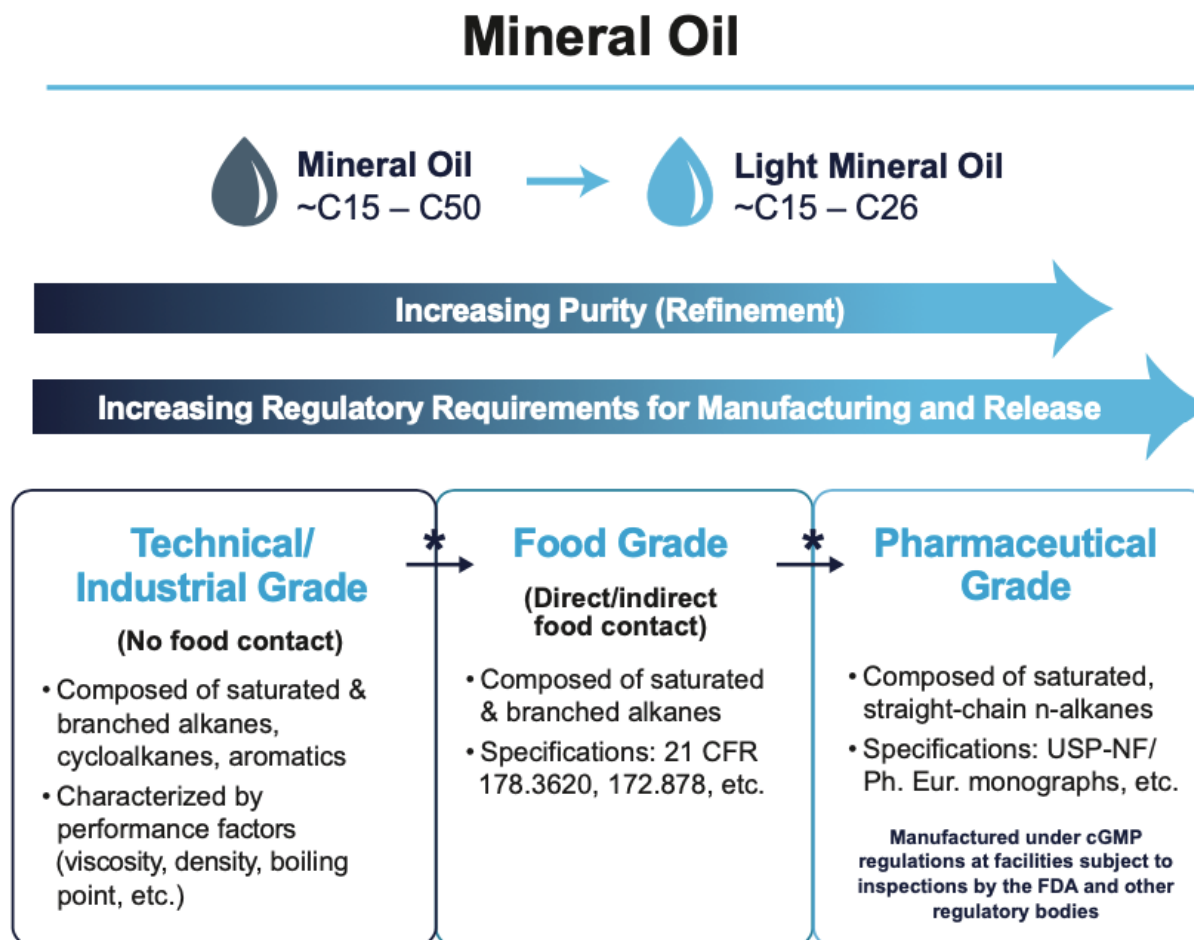 Mineral Oil
Mineral Oil
~C15 – C50
Light Mineral Oil
~C15 – C26
Increasing Purity (Refinement)
Increasing Regulatory Requirements for Manufacturing and Release
Technical/
Industrial Grade
(No food contact)
• Composed of saturated &
branched alkanes,
cycloalkanes, aromatics
• Characterized by
performance factors
(viscosity, density, boiling
point, etc.)
*
Food Grade
(Direct/indirect
food contact)
• Composed of saturated
& branched alkanes
• Specifications: 21 CFR
178.3620, 172.878, etc.
*
Pharmaceutical
Grade
• Composed of saturated,
straight-chain n-alkanes
• Specifications: USP-NF/
Ph. Eur. monographs, etc.
Manufactured under cGMP
regulations at facilities subject to
inspections by the FDA and other
regulatory bodies